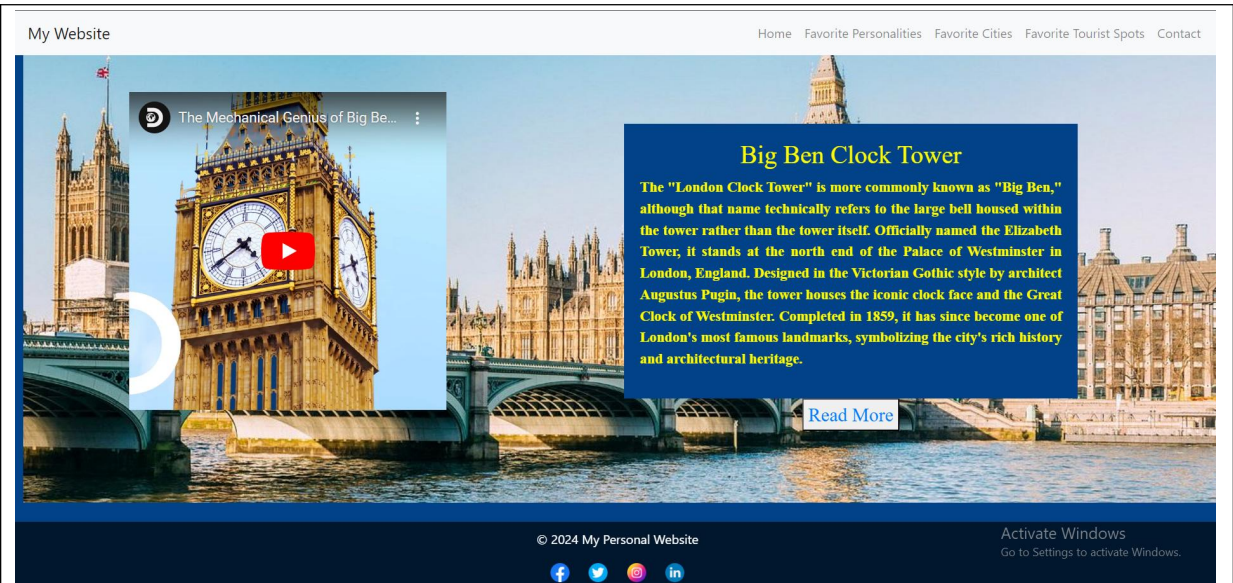 My Website
Home Favorite Personalities Favorite Cities Favorite Tourist Spots Contact
The Mechanical Genius of Big Be...
Big Ben Clock Tower
The "London Clock Tower" is more commonly known as "Big Ben,"
although that name technically refers to the large bell housed within
the tower rather than the tower itself. Officially named the Elizabeth
Tower, it stands at the north end of the Palace of Westminster in
London, England. Designed in the Victorian Gothic style by architect
Augustus Pugin, the tower houses the iconic clock face and the Great
Clock of Westminster. Completed in 1859, it has since become one of
London's most famous landmarks, symbolizing the city's rich history
and architectural heritage.
Read More
© 2024 My Personal Website
Activate Windows
Go to Settings to activate Windows.
in